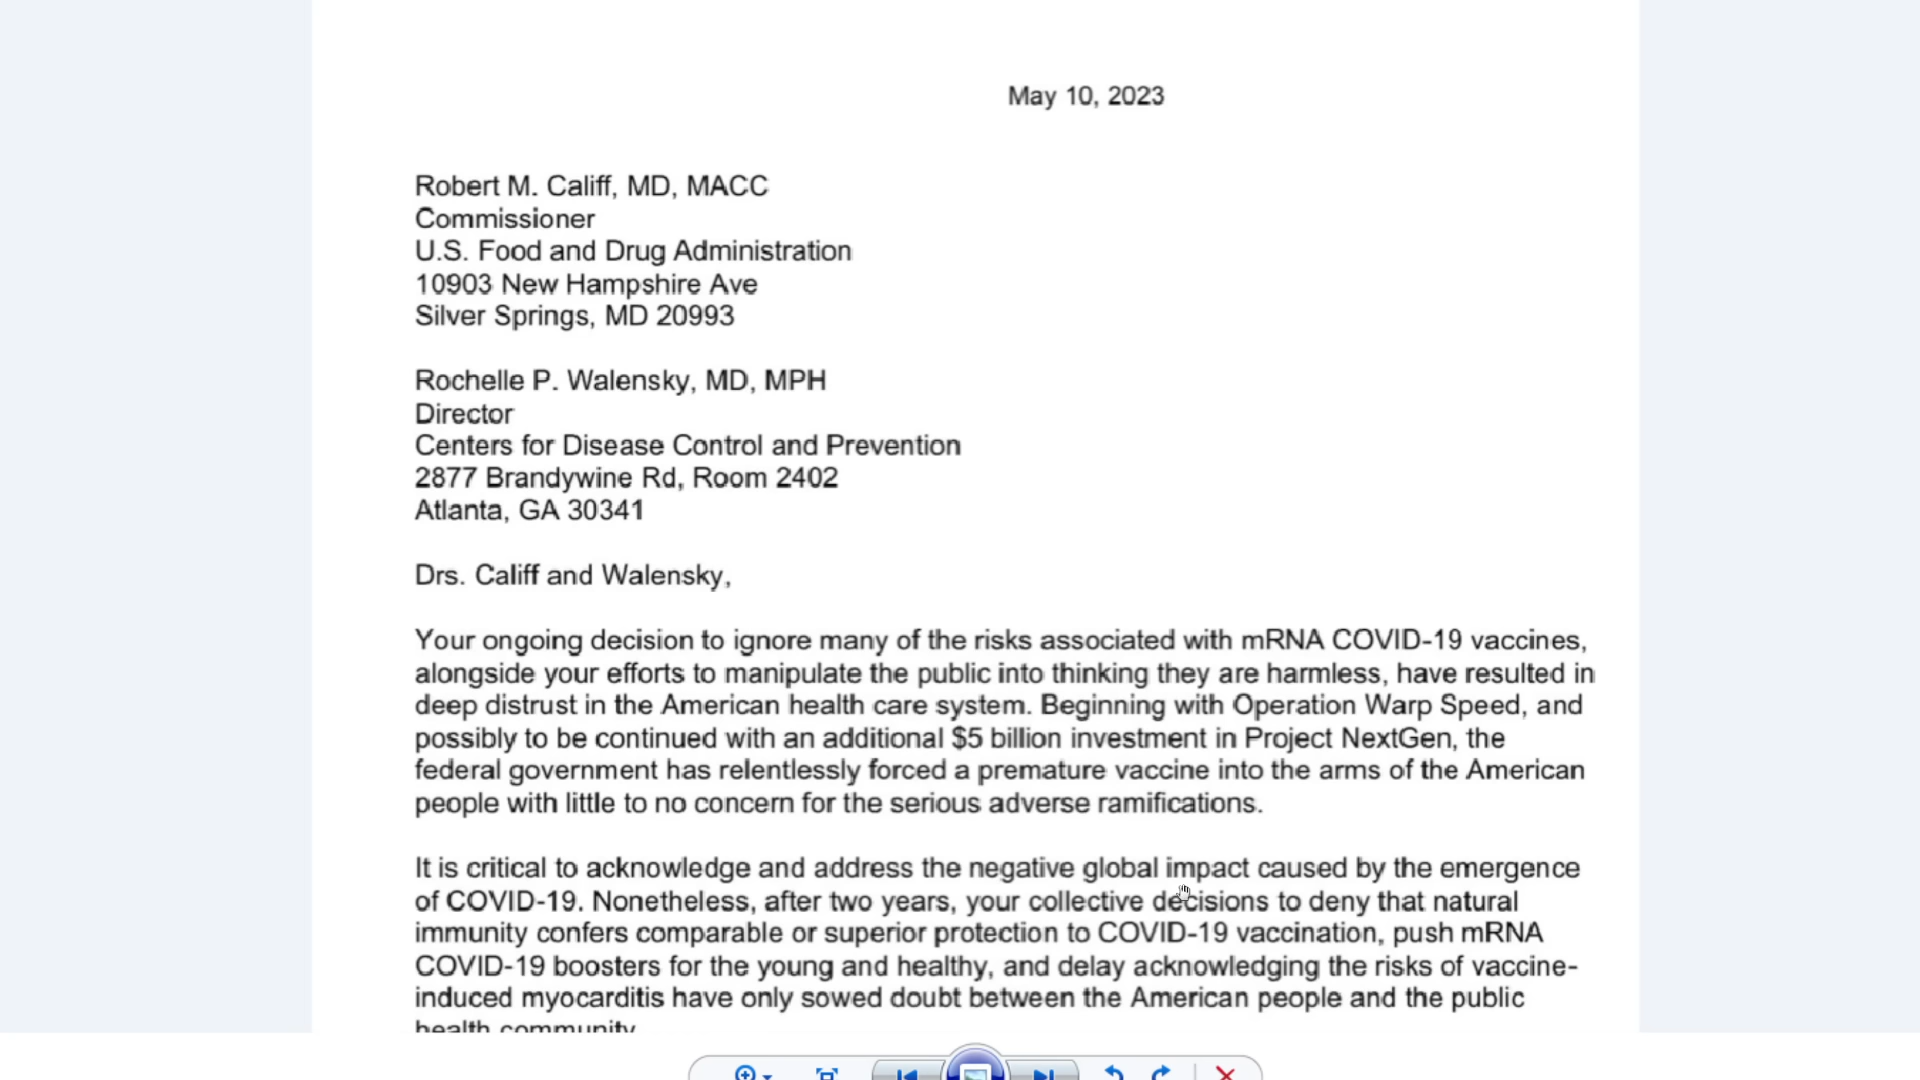 May 10, 2023
Robert M. Califf, MD, MACC
Commissioner
U.S. Food and Drug Administration
10903 New Hampshire Ave
Silver Springs, MD 20993
Rochelle P. Walensky, MD, MPH
Director
Centers for Disease Control and Prevention
2877 Brandywine Rd, Room 2402
Atlanta, GA 30341
Drs. Califf and Walensky,
Your ongoing decision to ignore many of the risks associated with mRNA COVID-19 vaccines,
alongside your efforts to manipulate the public into thinking they are harmless, have resulted in
deep distrust in the American health care system. Beginning with Operation Warp Speed, and
possibly to be continued with an additional $5 billion investment in Project NextGen, the
federal government has relentlessly forced a premature vaccine into the arms of the American
people with little to no concern for the serious adverse ramifications.
It is critical to acknowledge and address the negative global impact caused by the emergence
of COVID-19. Nonetheless, after two years, your collective decisions to deny that natural
immunity confers comparable or superior protection to COVID-19 vaccination, push mRNA
COVID-19 boosters for the young and healthy, and delay acknowledging the risks of vaccine-
induced myocarditis have only sowed doubt between the American people and the public
health community.